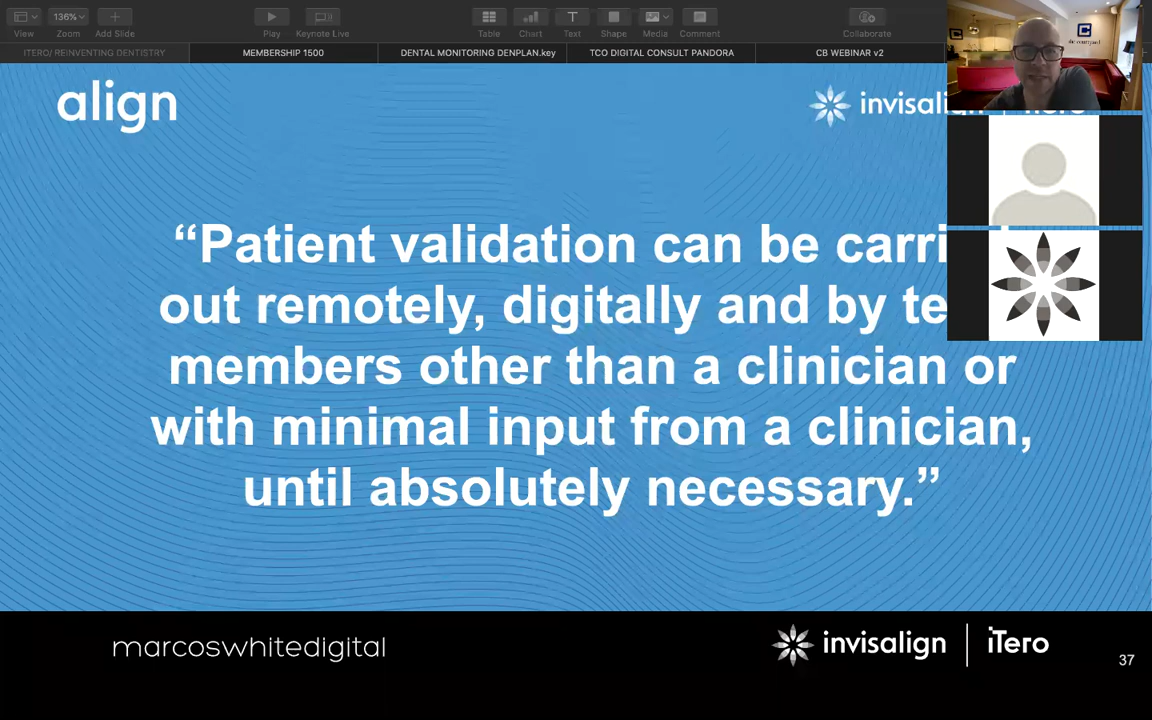 View
136%
Zoom
Add Slide
Play
Keynote Live
Table
Chart
Text
Shape
Media
Comment
Collaborate
ITERO/ REINVENTING DENTISTRY
MEMBERSHIP 1500
DENTAL MONITORING DENPLAN.key
TCO DIGITAL CONSULT PANDORA
CB WEBINAR v2
align
invisali
“Patient validation can be carri
out remotely, digitally and by te
members other than a clinician or
with minimal input from a clinician,
until absolutely necessary.”
marcoswhitedigital
invisalign | iTero
37